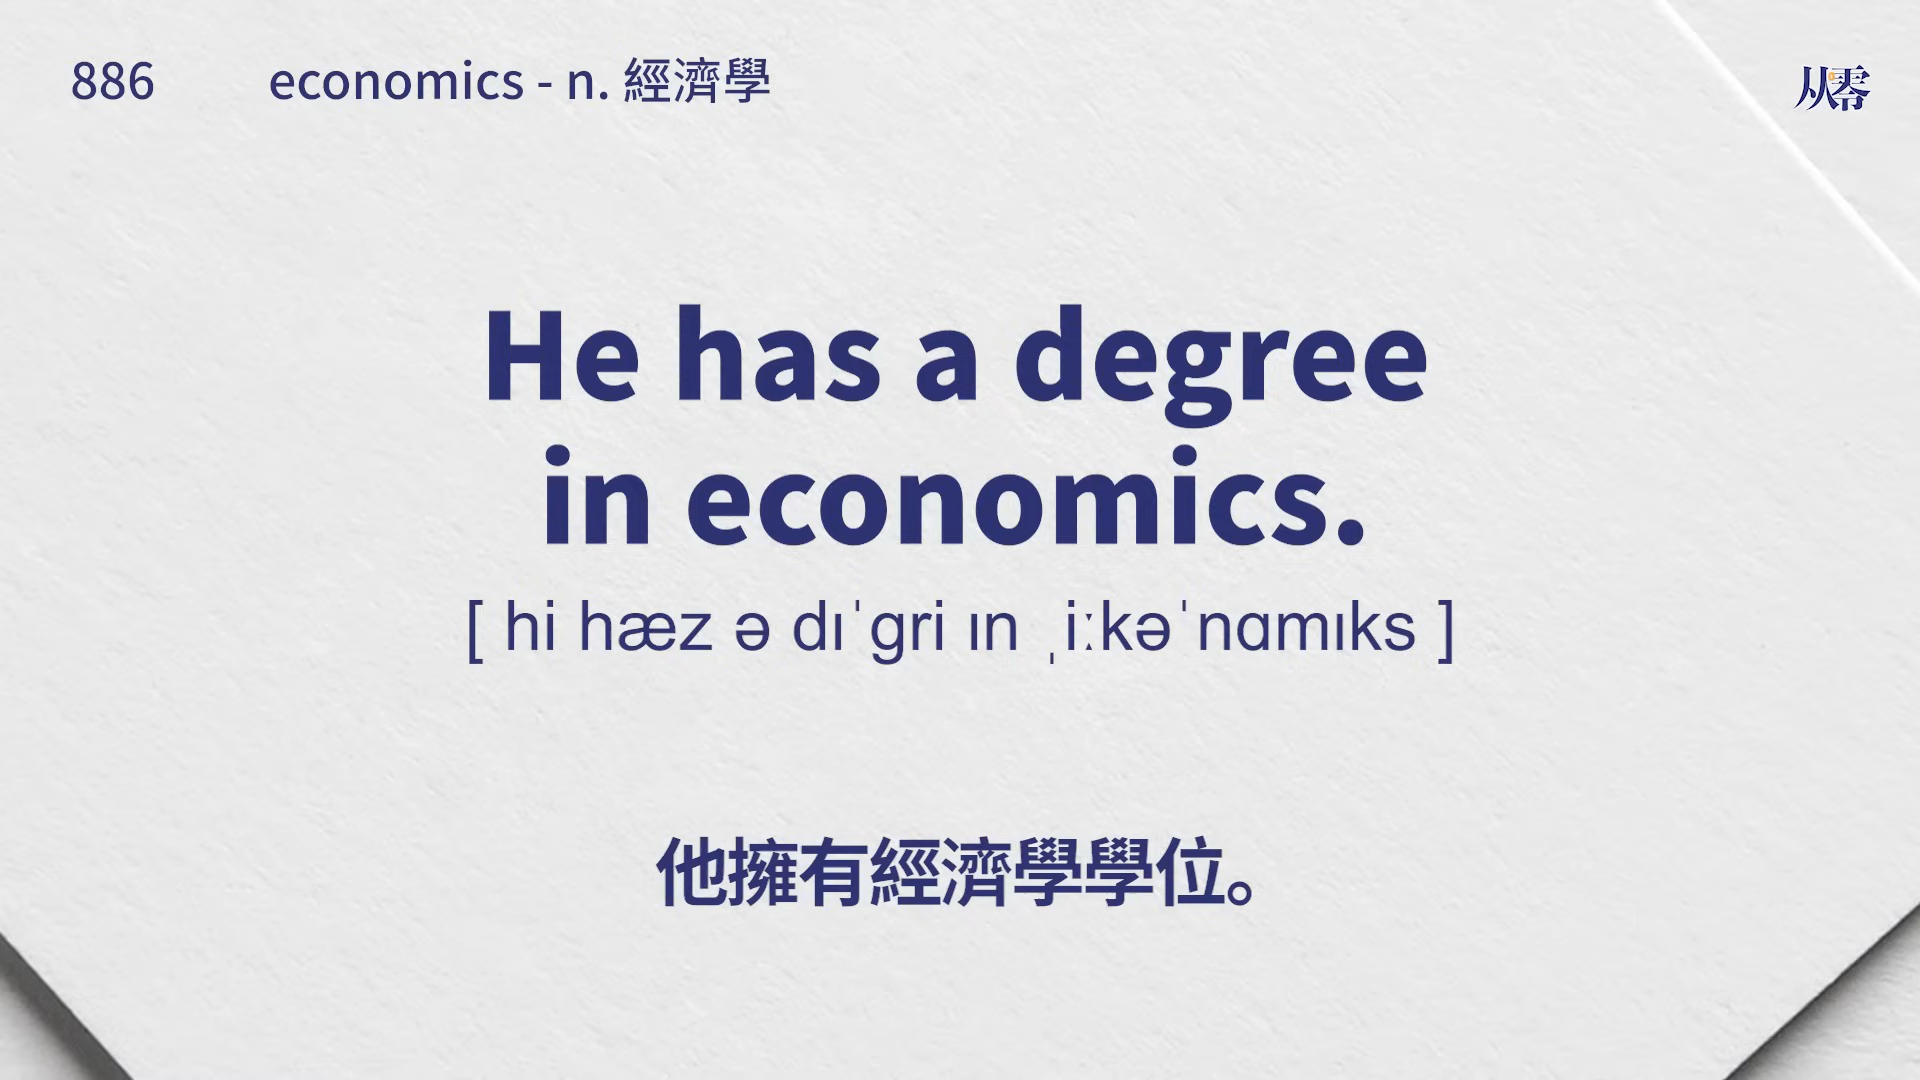 886
economics - n. 經濟學
从零
He has a degree
in economics.
[ hi hæz ə dɪˈɡri ɪn ˌiːkəˈnɑmɪks ]
他擁有經濟學學位。